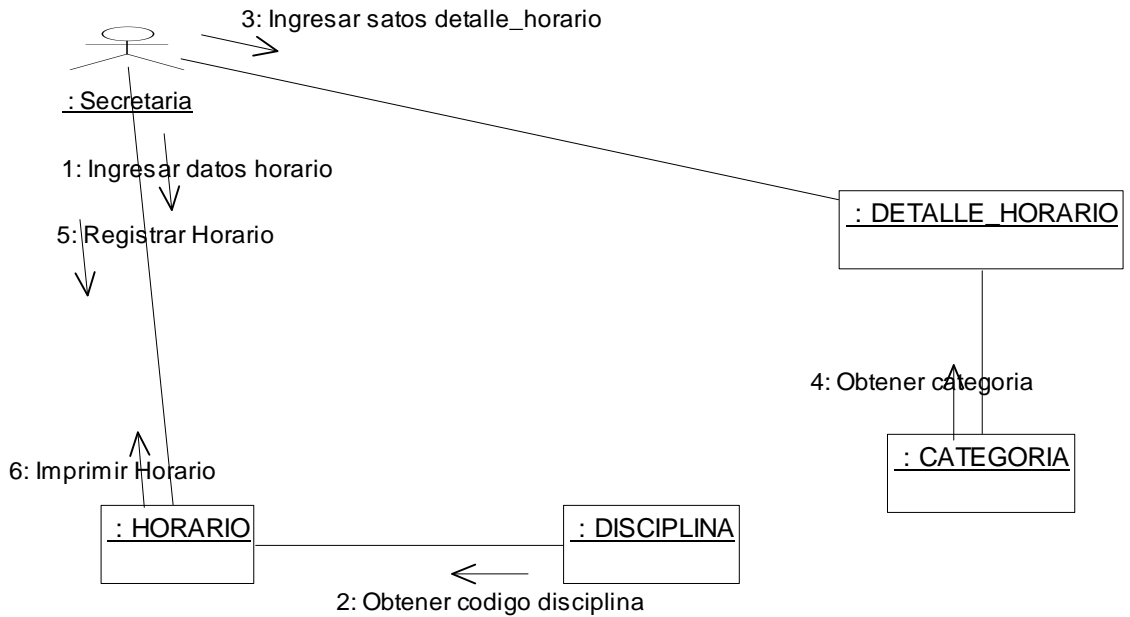 3: Ingresar satos detalle_horario
: Secretaria
1: Ingresar datos horario
: DETALLE_HORARIO
5: Registrar Horario
4: Obtener categoria
: CATEGORIA
6: Imprimir Horario
: HORARIO
: DISCIPLINA
2: Obtener codigo disciplina